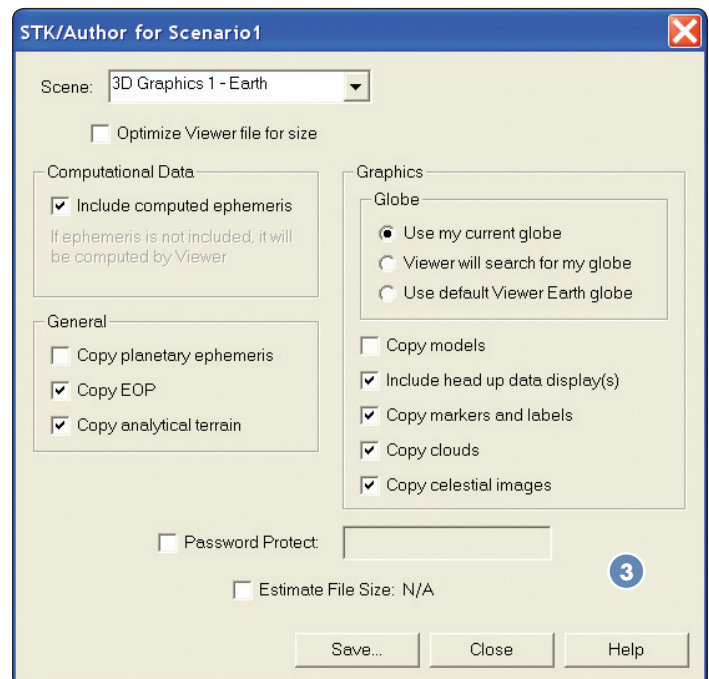 STK/Author for Scenario1
Scene: 3D Graphics 1 - Earth
Optimize Viewer file for size
Computational Data
Include computed ephemeris
If ephemeris is not included, it will
be computed by Viewer
General
Copy planetary ephemeris
Copy EOP
Copy analytical terrain
Graphics
Globe
Use my current globe
Viewer will search for my globe
Use default Viewer Earth globe
Copy models
Include head up data display(s)
Copy markers and labels
Copy clouds
Copy celestial images
Password Protect:
Estimate File Size: N/A
3
Save... Close Help